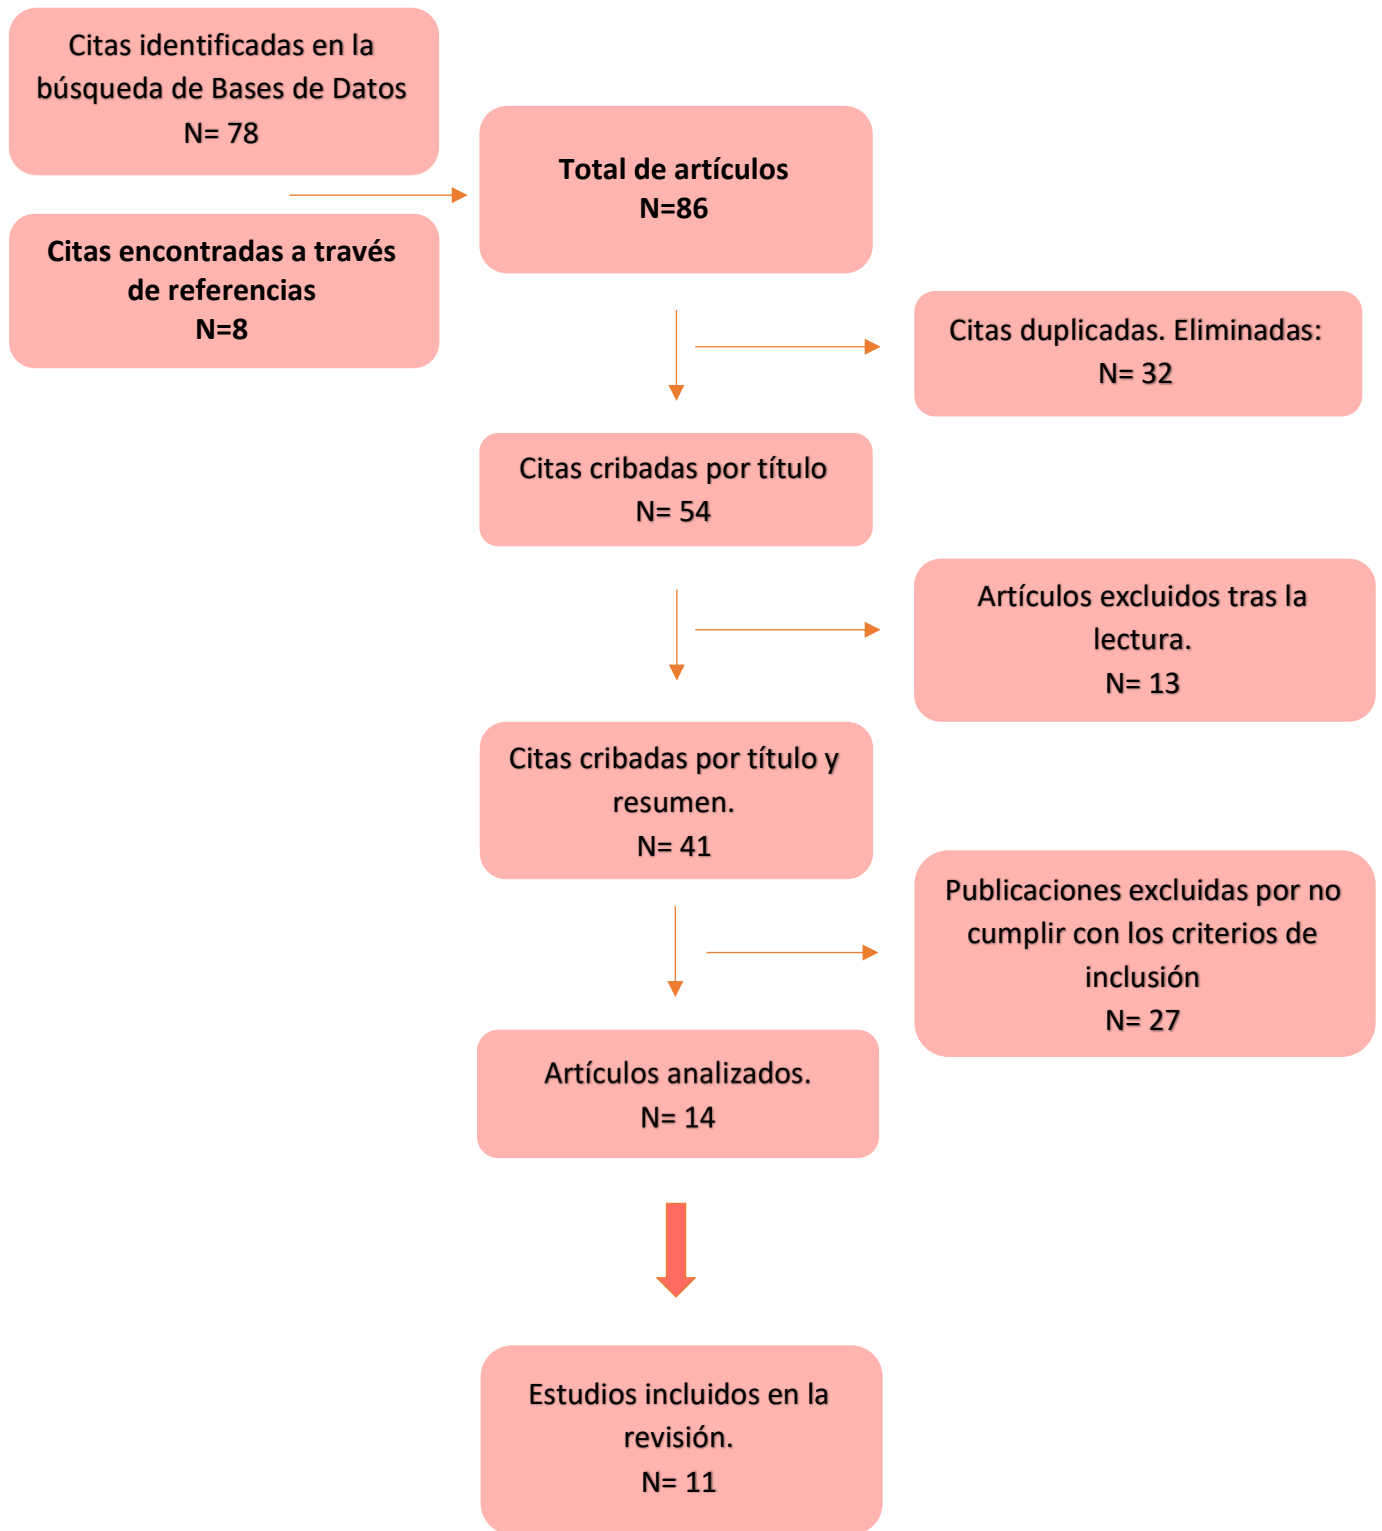 Citas identificadas en la
búsqueda de Bases de Datos
N= 78
Citas encontradas a través
de referencias
N=8
Total de artículos
N=86
Citas duplicadas. Eliminadas:
N= 32
Citas cribadas por título
N= 54
Artículos excluidos tras la
lectura.
N= 13
Citas cribadas por título y
resumen.
N= 41
Publicaciones excluidas por no
cumplir con los criterios de
inclusión
N= 27
Artículos analizados.
N= 14
Estudios incluidos en la
revisión.
N= 11